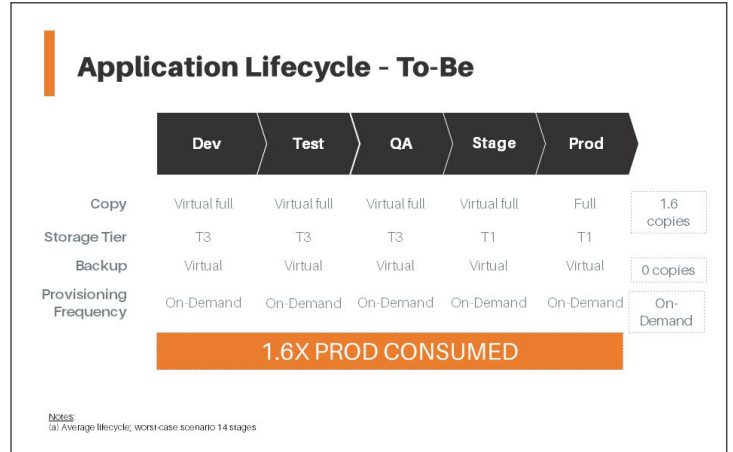 Application Lifecycle – To-Be
Dev Test QA Stage Prod
Copy Virtual full Virtual full Virtual full Virtual full Full 1.6 copies
Storage Tier T3 T3 T3 T1 T1
Backup Virtual Virtual Virtual Virtual Virtual 0 copies
Provisioning Frequency On-Demand On-Demand On-Demand On-Demand On-Demand On-Demand
1.6X PROD CONSUMED
Notes:
(a) Average lifecycle; worst-case scenario 14 stages